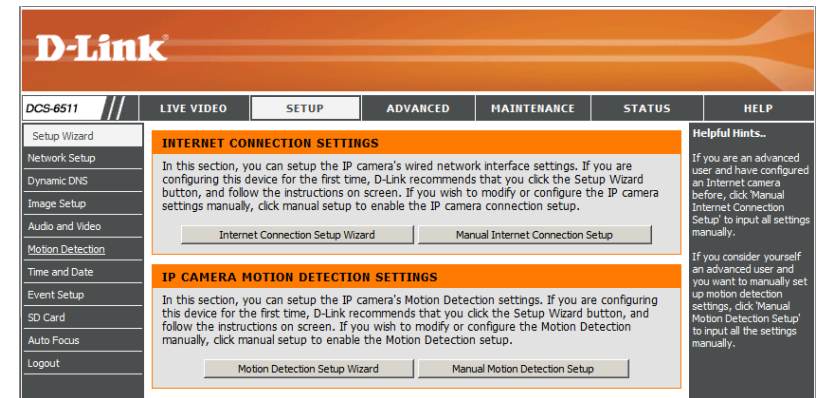 D-Link
DCS-6511
LIVE VIDEO
SETUP
ADVANCED
MAINTENANCE
STATUS
HELP
Setup Wizard
Network Setup
Dynamic DNS
Image Setup
Audio and Video
Motion Detection
Time and Date
Event Setup
SD Card
Auto Focus
Logout
INTERNET CONNECTION SETTINGS
In this section, you can setup the IP camera's wired network interface settings. If you are
configuring this device for the first time, D-Link recommends that you click the Setup Wizard
button, and follow the instructions on screen. If you wish to modify or configure the IP camera
settings manually, click manual setup to enable the IP camera connection setup.
Internet Connection Setup Wizard
Manual Internet Connection Setup
IP CAMERA MOTION DETECTION SETTINGS
In this section, you can setup the IP camera's Motion Detection settings. If you are configuring
this device for the first time, D-Link recommends that you click the Setup Wizard button, and
follow the instructions on screen. If you wish to modify or configure the Motion Detection
manually, click manual setup to enable the Motion Detection setup.
Motion Detection Setup Wizard
Manual Motion Detection Setup
Helpful Hints..
If you are an advanced
user and have configured
an Internet camera
before, click 'Manual
Internet Connection
Setup' to input all settings
manually.
If you consider yourself
an advanced user and
you want to manually set
up motion detection
settings, click 'Manual
Motion Detection Setup'
to input all the settings
manually.